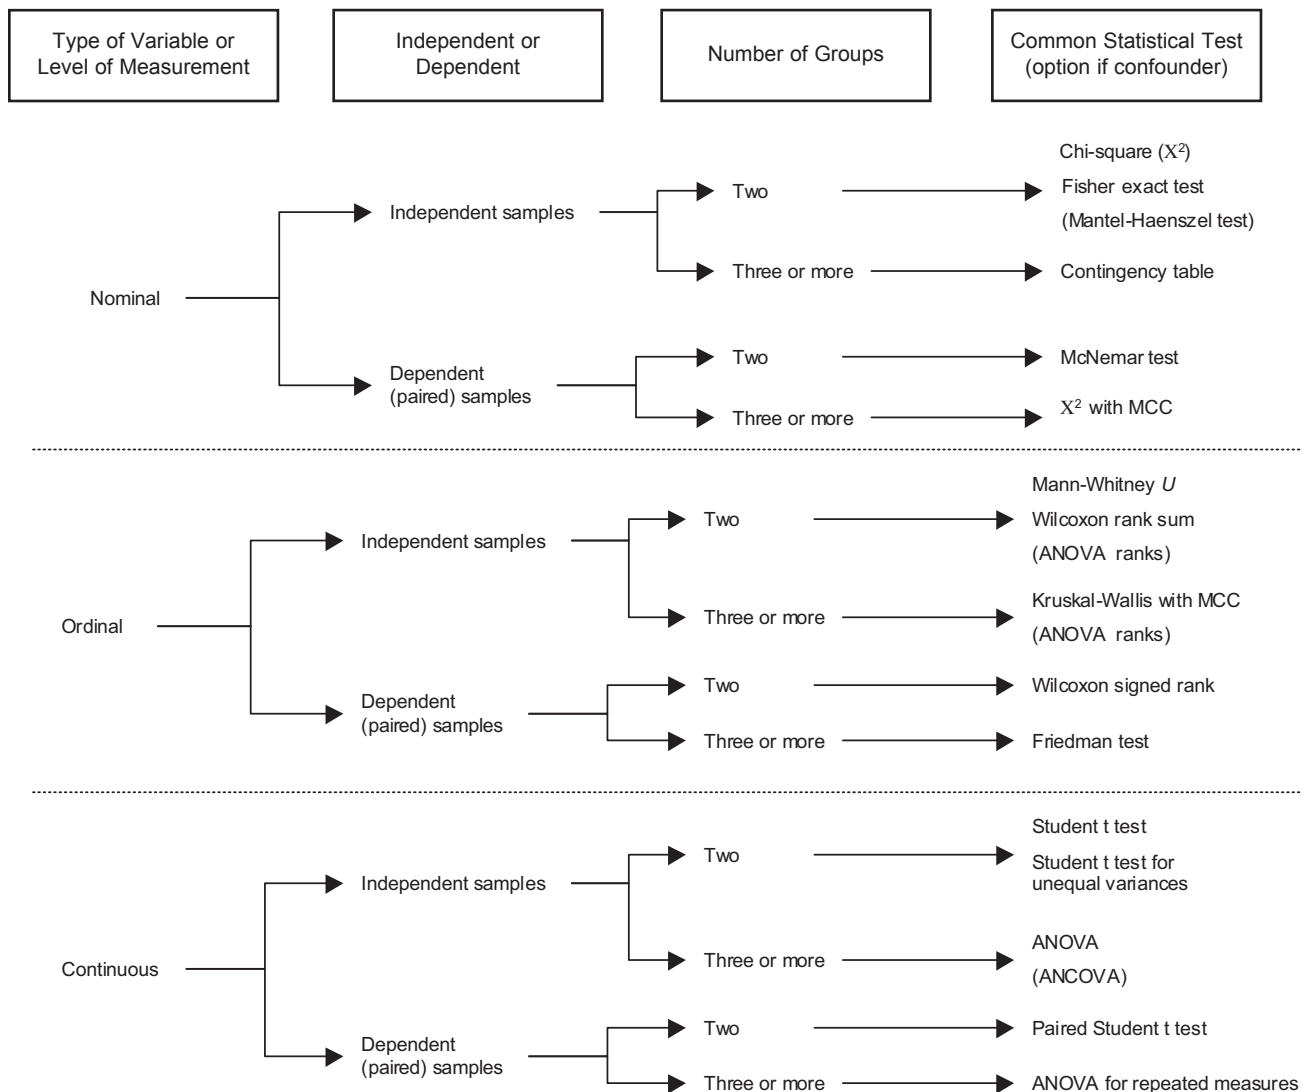 Type of Variable or
Level of Measurement
Independent or
Dependent
Number of Groups
Common Statistical Test
(option if confounder)
Nominal
Independent samples
Two
Chi-square (X²)
Fisher exact test
(Mantel-Haenszel test)
Three or more
Contingency table
Dependent
(paired) samples
Two
McNemar test
Three or more
X² with MCC
Ordinal
Independent samples
Two
Mann-Whitney U
Wilcoxon rank sum
(ANOVA ranks)
Three or more
Kruskal-Wallis with MCC
(ANOVA ranks)
Dependent
(paired) samples
Two
Wilcoxon signed rank
Three or more
Friedman test
Continuous
Independent samples
Two
Student t test
Student t test for
unequal variances
Three or more
ANOVA
(ANCOVA)
Dependent
(paired) samples
Two
Paired Student t test
Three or more
ANOVA for repeated measures